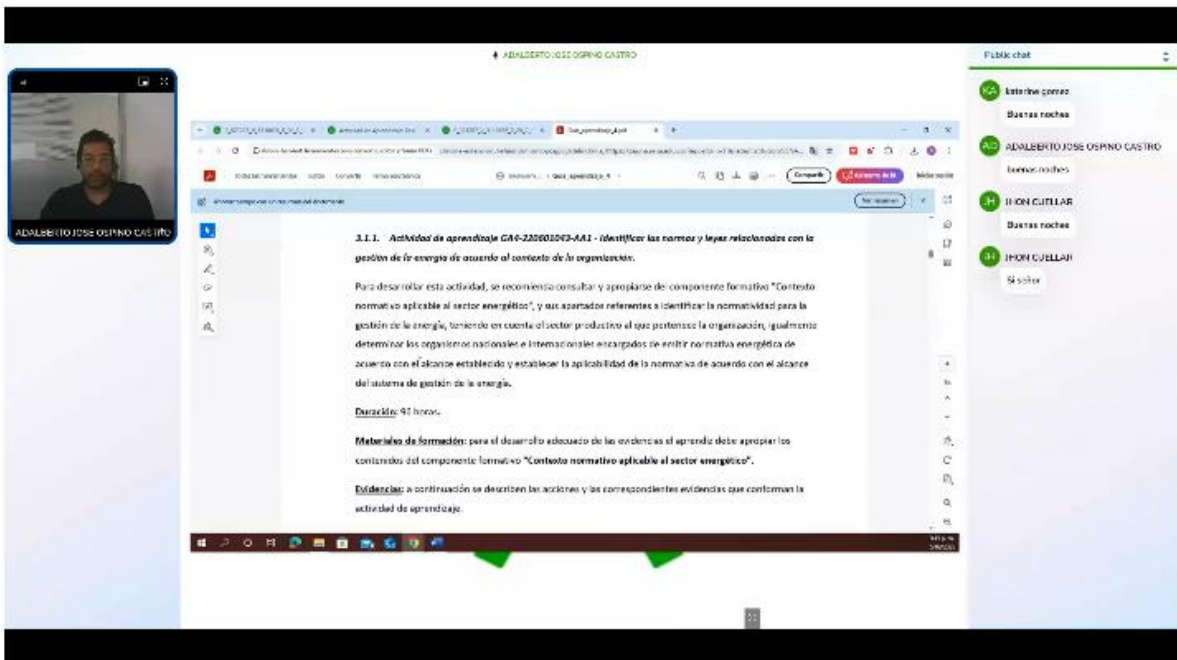 ADALBERTO JOSE OSPINO CASTRO
Public chat
KA katerine gomez
Buenas noches
ADALBERTO JOSE OSPINO CASTRO
buenas noches
JH JHON CUELLAR
Buenas noches
JH JHON CUELLAR
Si señor
ADALBERTO JOSE OSPINO CASTRO
Guia_aprendizaje_4.pdf
Compartir
Guia_aprendizaje_4
3.1.1. Actividad de aprendizaje GA4-220601043-AA1 - Identificar las normas y leyes relacionadas con la
gestión de la energía de acuerdo al contexto de la organización.
Para desarrollar esta actividad, se recomienda consultar y apropiarse del componente formativo "Contexto
normativo aplicable al sector energético", y sus apartados referentes a identificar la normatividad para la
gestión de la energía, teniendo en cuenta el sector productivo al que pertenece la organización, igualmente
determinar los organismos nacionales e internacionales encargados de emitir normativa energética de
acuerdo con el alcance establecido y establecer la aplicabilidad de la normativa de acuerdo con el alcance
del sistema de gestión de la energía.
Duración: horas.
Materiales de formación: para el desarrollo adecuado de las evidencias el aprendiz debe apropiar los
contenidos del componente formativo "Contexto normativo aplicable al sector energético".
Evidencias: a continuación se describen las acciones y las correspondientes evidencias que conforman la
actividad de aprendizaje.